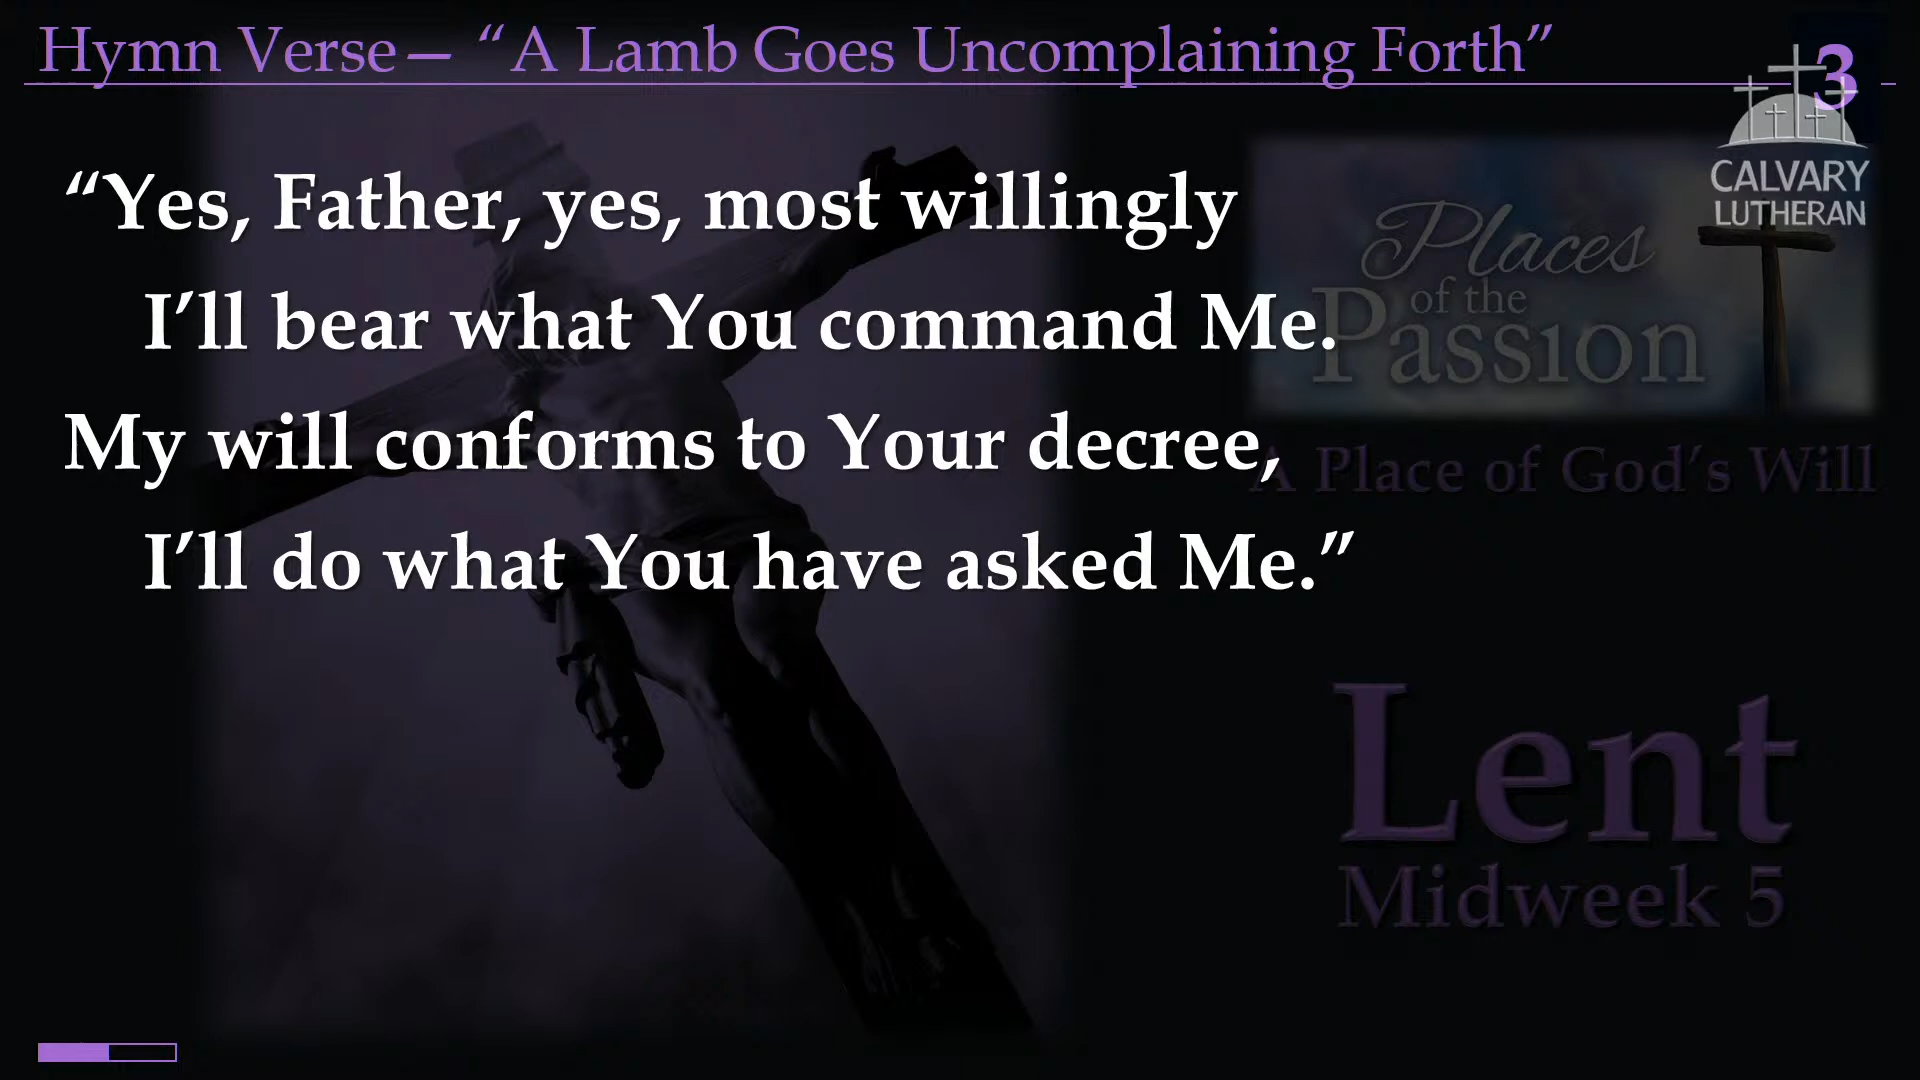 Hymn Verse— “A Lamb Goes Uncomplaining Forth”
3
CALVARY
LUTHERAN
“Yes, Father, yes, most willingly
I’ll bear what You command Me.
My will conforms to Your decree,
I’ll do what You have asked Me.”
Places
of the
Passion
A Place of God’s Will
Lent
Midweek 5